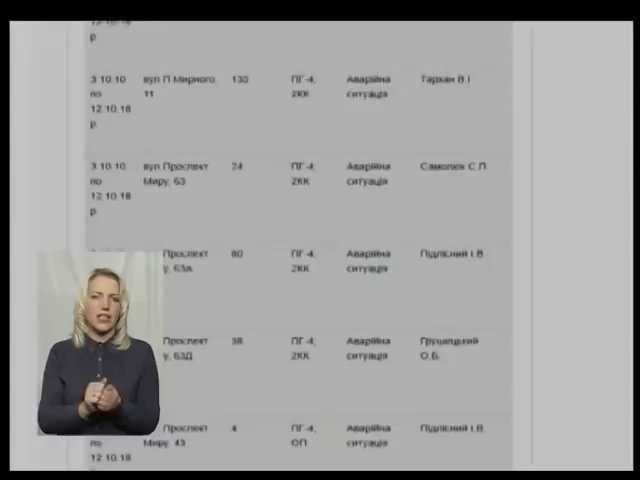 р
З 10.10 вул П.Мирного, 130 ПГ-4, Аварійна Тархан В.І
по 11 2КК ситуація
12.10.18
р
З 10.10 вул Проспект 24 ПГ-4, Аварійна Самолюк С.П
по Миру, 63 2КК ситуація
12.10.18
р
Проспект 80 ПГ-4, Аварійна Підлісний І.В
у, 63а 2КК ситуація
Проспект 38 ПГ-4, Аварійна Грушецький
у, 63Д 2КК ситуація О.Б.
Проспект 4 ПГ-4, Аварійна Підлісний І.В.
по Миру, 43 ОП ситуація
12.10.18